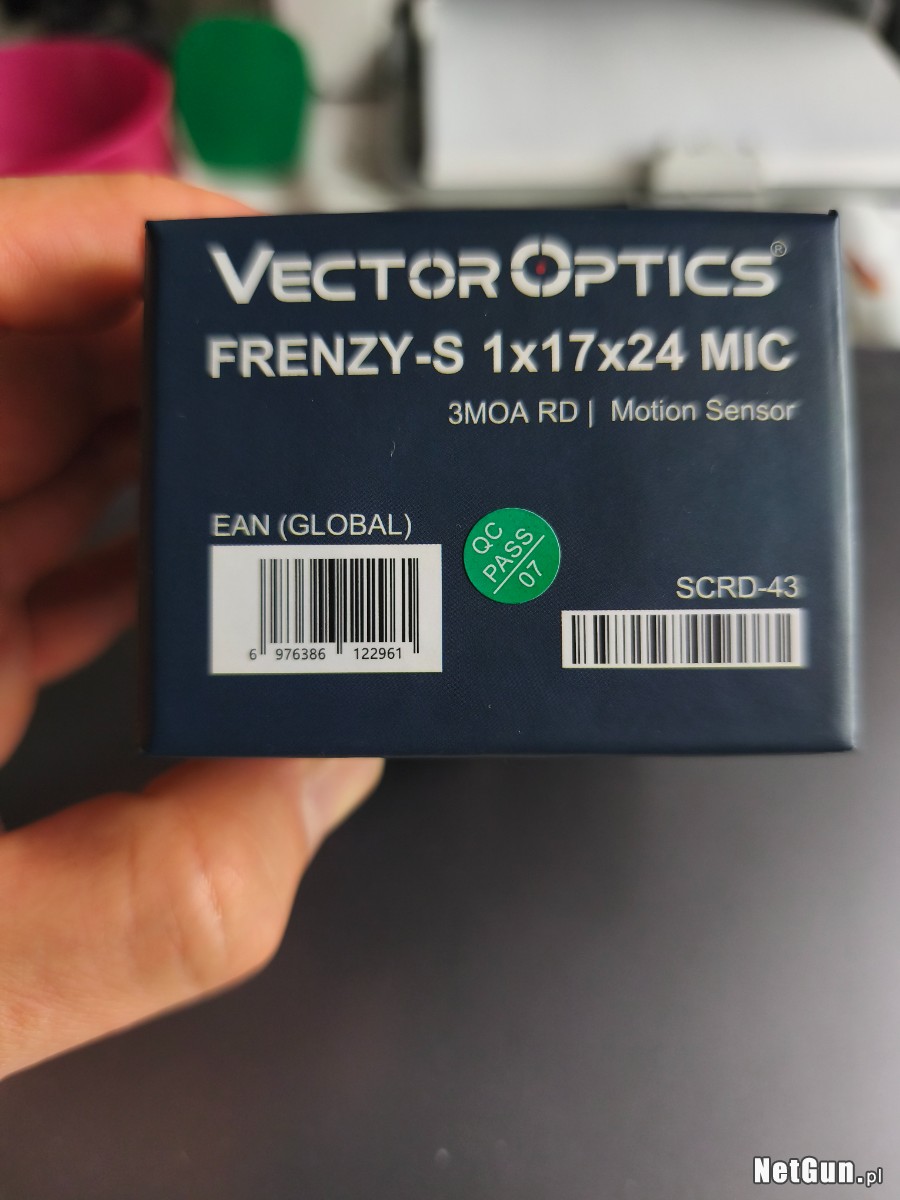 VECTOR OPTICS®
FRENZY-S 1x17x24 MIC
3MOA RD | Motion Sensor
EAN (GLOBAL)
6 976386 122961
QC
PASS
07
SCRD-43
NetGun.pl